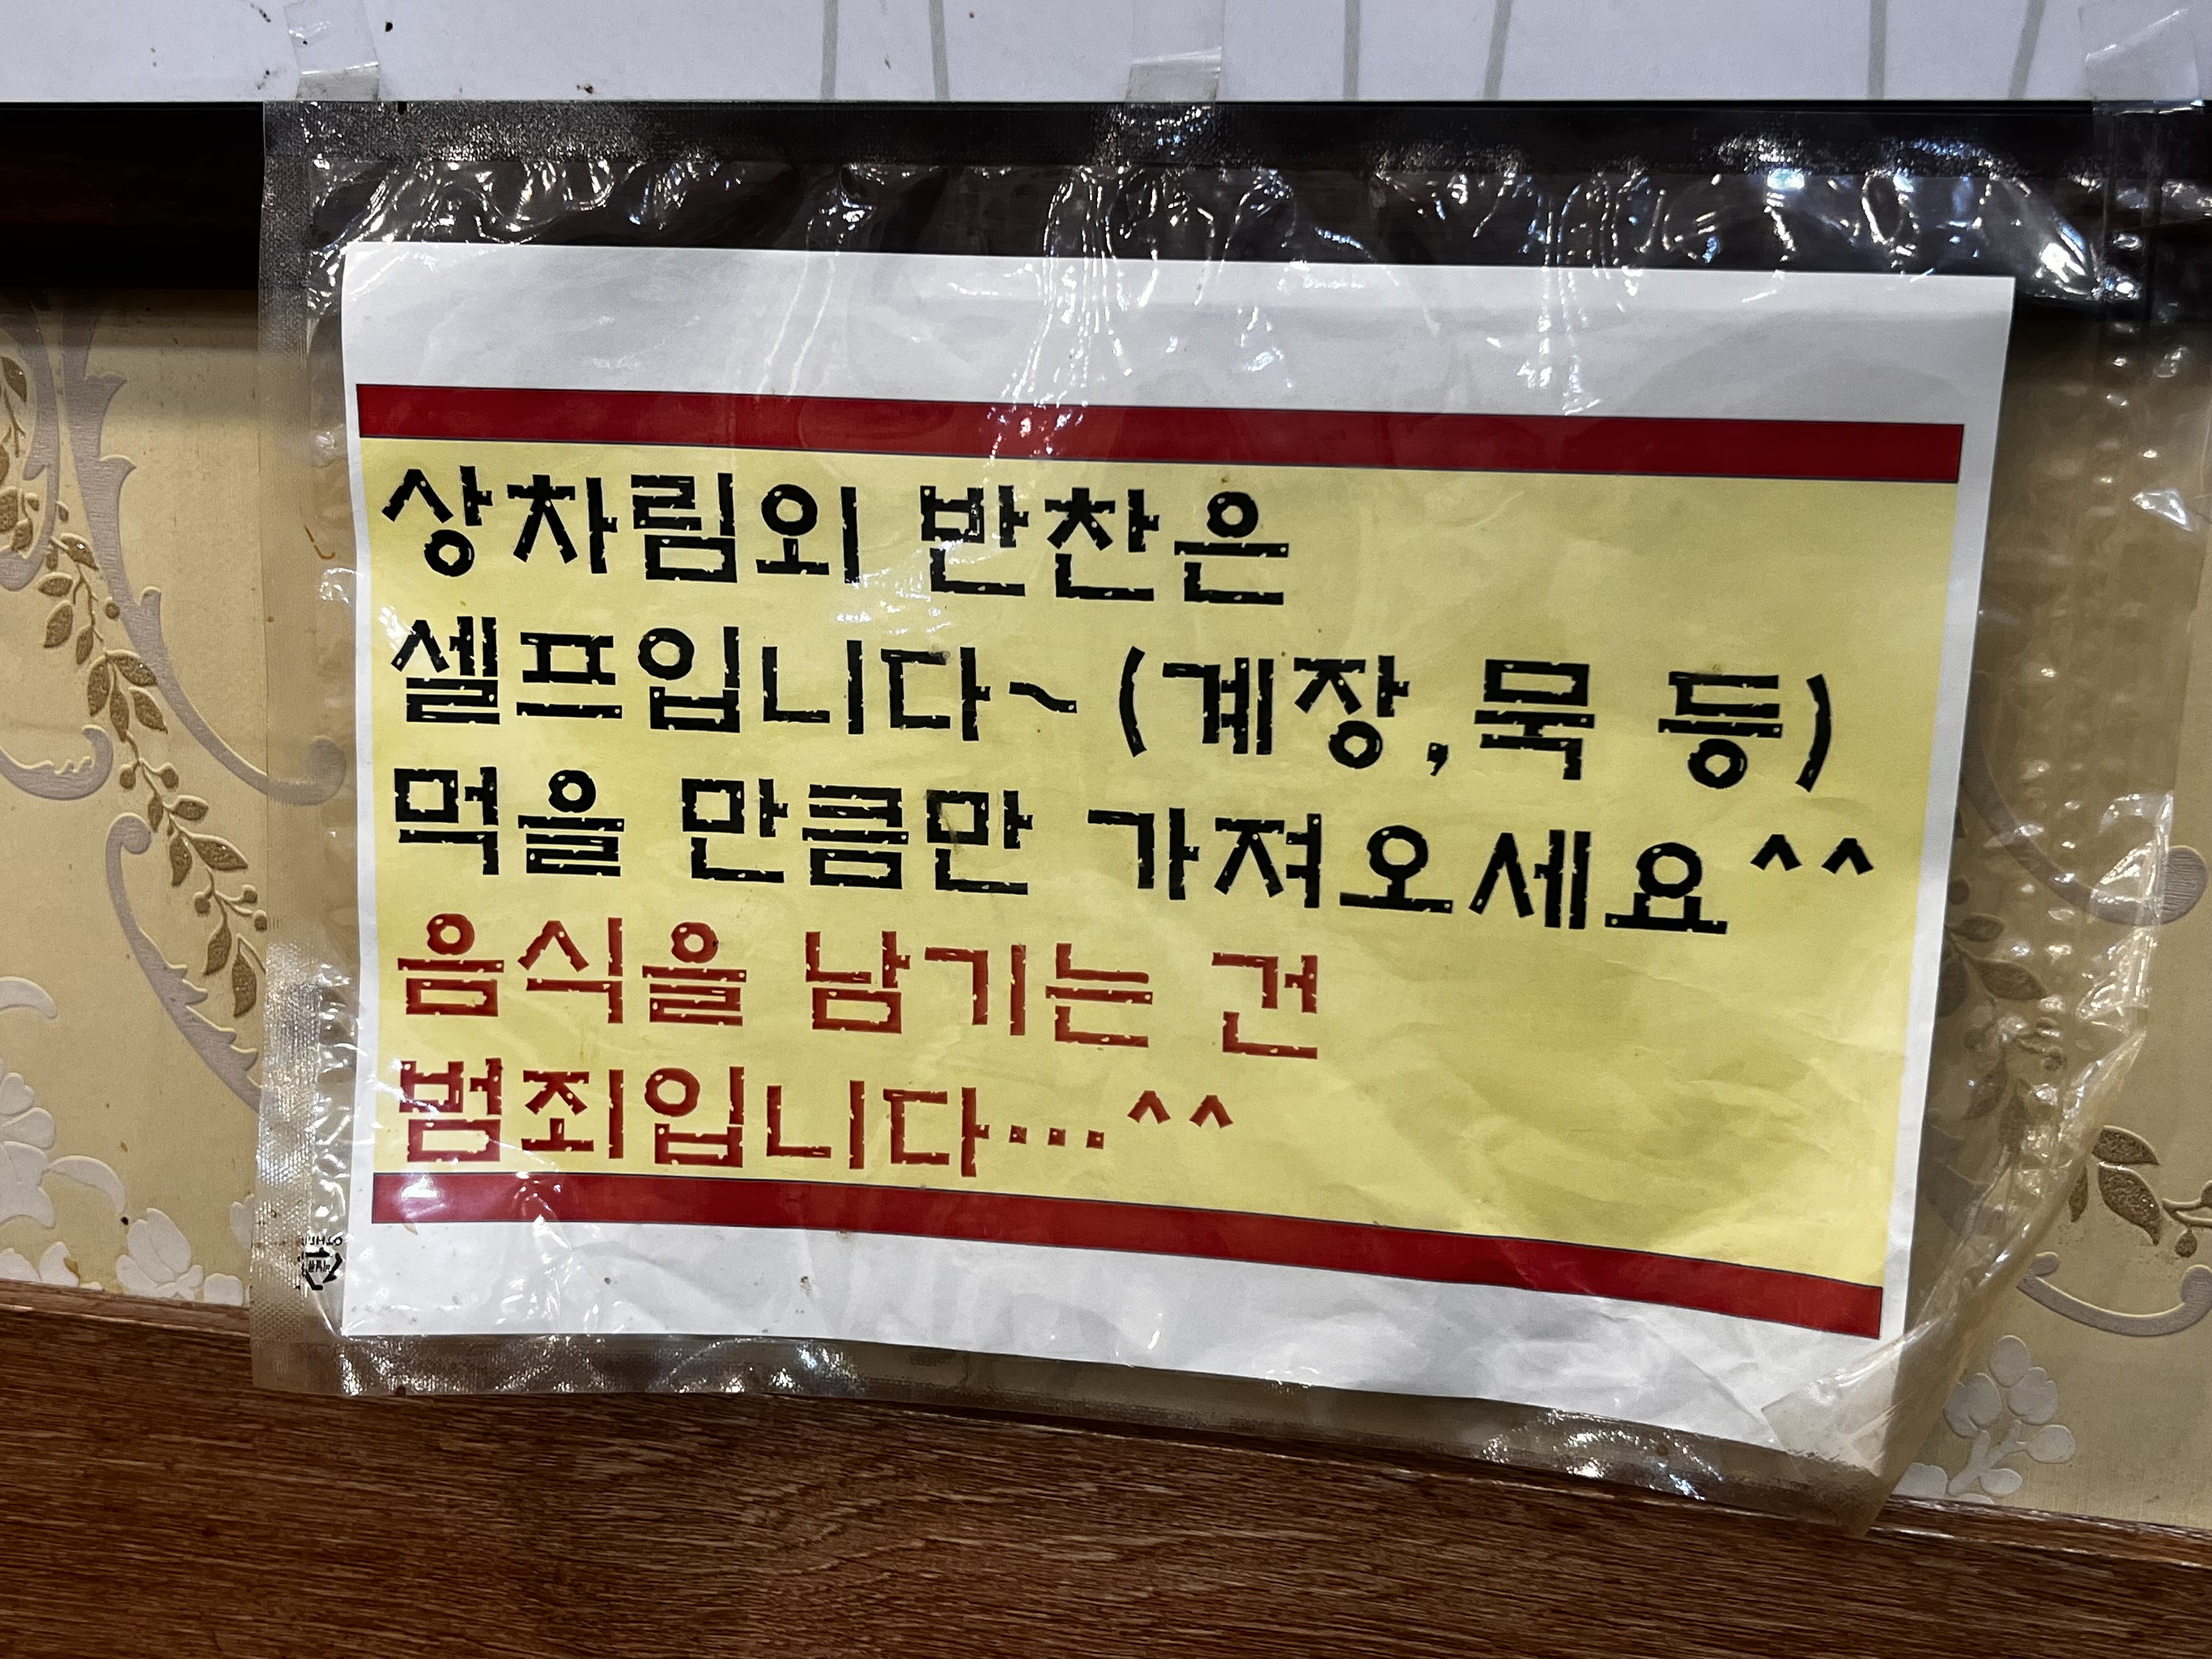 상차림외 반찬은
셀프입니다~ (계장,묵 등)
먹을 만큼만 가져오세요^^
음식을 남기는 건
범죄입니다...^^